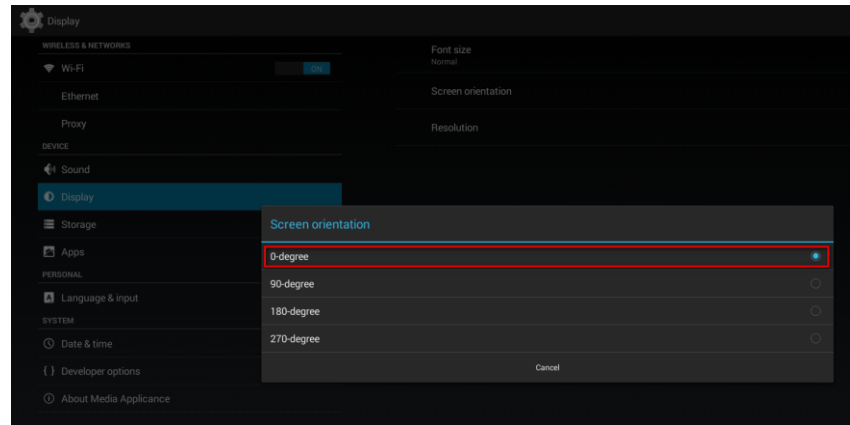 Display
WIRELESS & NETWORKS
Wi-Fi
ON
Ethernet
Proxy
DEVICE
Sound
Display
Storage
Apps
PERSONAL
Language & input
SYSTEM
Date & time
Developer options
About Media Applicance
Font size
Normal
Screen orientation
Resolution
Screen orientation
0-degree
90-degree
180-degree
270-degree
Cancel